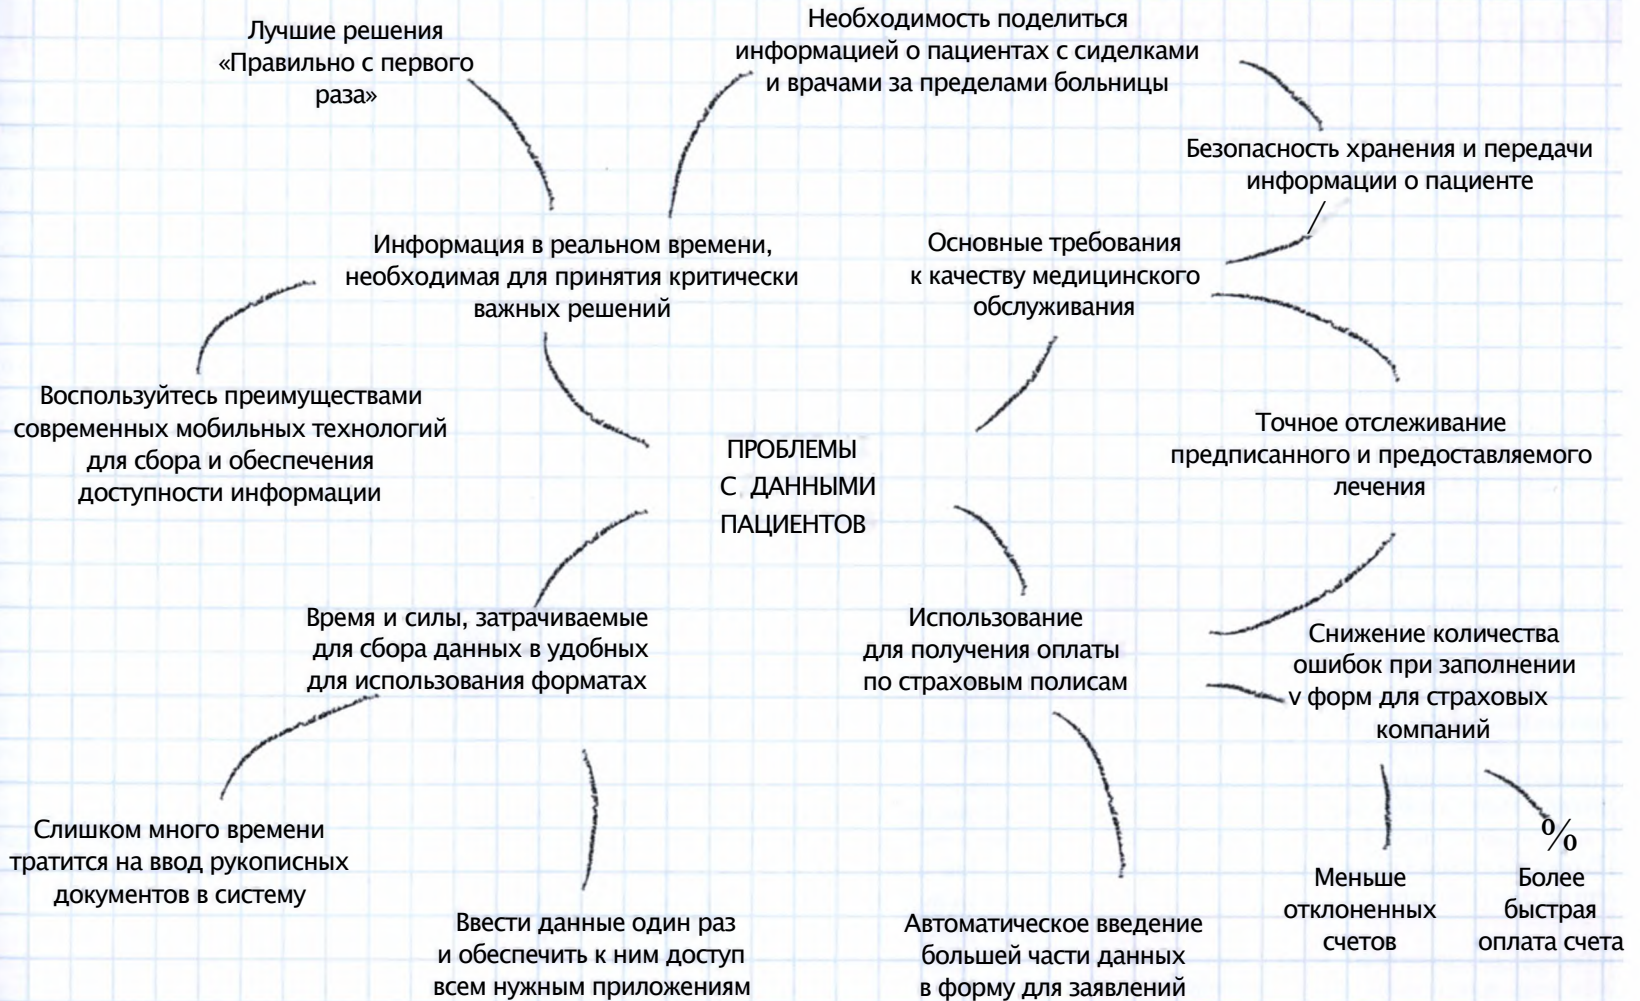 Лучшие решения
«Правильно с первого
раза»
Необходимость поделиться
информацией о пациентах с сиделками
и врачами за пределами больницы
Безопасность хранения и передачи
информации о пациенте
Информация в реальном времени,
необходимая для принятия критически
важных решений
Основные требования
к качеству медицинского
обслуживания
Воспользуйтесь преимуществами
современных мобильных технологий
для сбора и обеспечения
доступности информации
ПРОБЛЕМЫ
С ДАННЫМИ
ПАЦИЕНТОВ
Точное отслеживание
предписанного и предоставляемого
лечения
Время и силы, затрачиваемые
для сбора данных в удобных
для использования форматах
Использование
для получения оплаты
по страховым полисам
Снижение количества
ошибок при заполнении
v форм для страховых
компаний
Слишком много времени
тратится на ввод рукописных
документов в систему
Ввести данные один раз
и обеспечить к ним доступ
всем нужным приложениям
Автоматическое введение
большей части данных
в форму для заявлений
Меньше
отклоненных
счетов
%
Более
быстрая
оплата счета